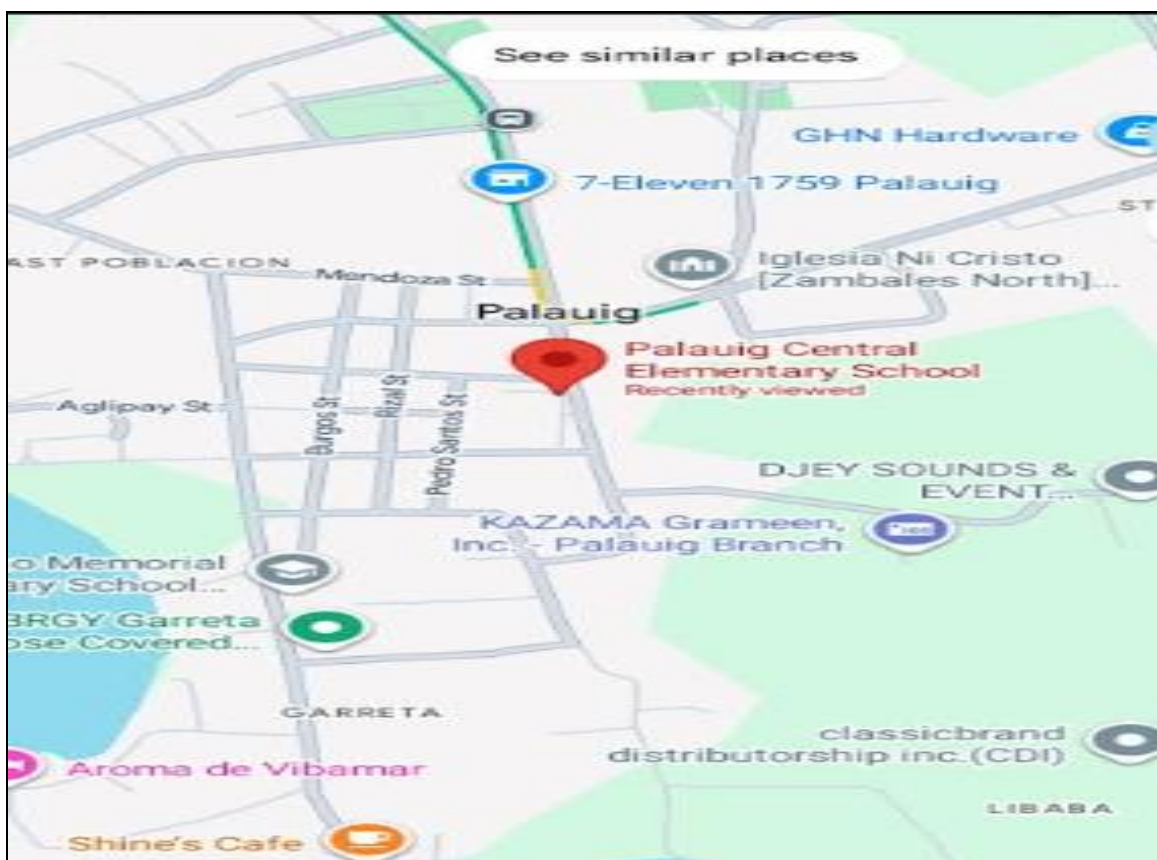 See similar places
GHN Hardware
7-Eleven 1759 Palauig
ST
AST POBLACION
Mendoza St
Iglesia Ni Cristo
[Zambales North]...
Palauig
Palauig Central
Elementary School
Recently viewed
Aglipay St
Burgos St
Rizal St
Pedro Santos St
DJEY SOUNDS &
EVENT...
KAZAMA Grameen,
Inc. - Palauig Branch
o Memorial
ary School...
BRGY Garreta
ose Covered...
GARRETA
classicbrand
distributorship inc.(CDI)
Aroma de Vibamar
LIBABA
Shine's Cafe